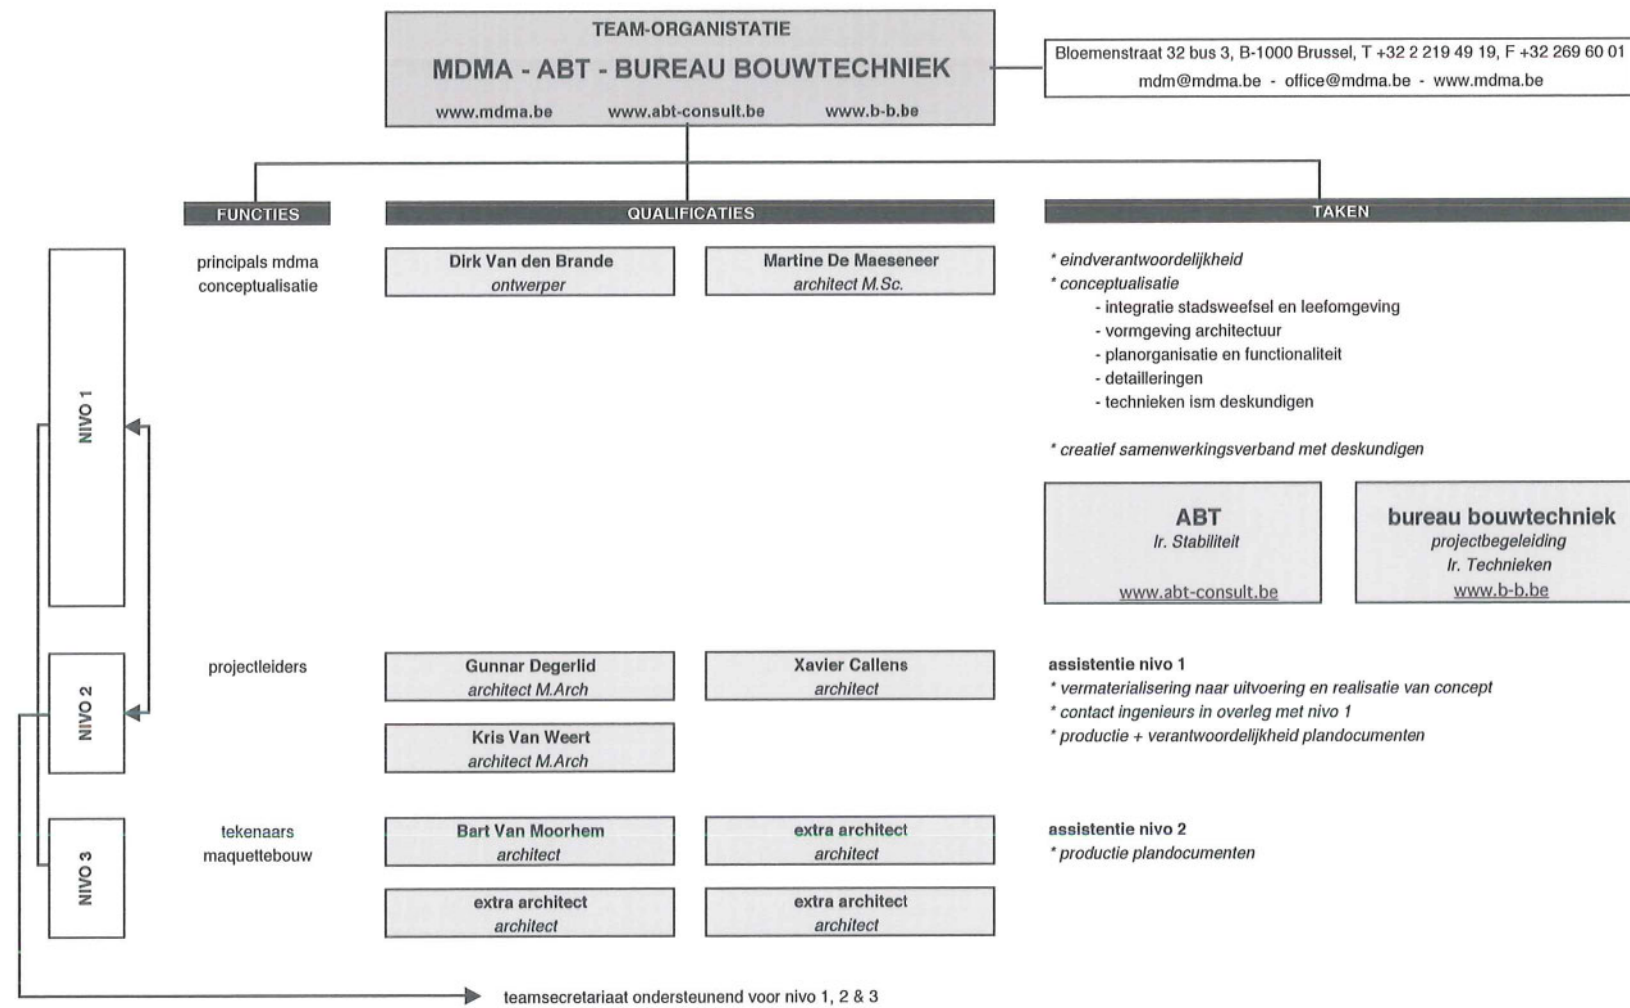 TEAM-ORGANISTATIE
MDMA - ABT - BUREAU BOUWTECHNIEK
www.mdma.be www.abt-consult.be www.b-b.be
Bloemenstraat 32 bus 3, B-1000 Brussel, T +32 2 219 49 19, F +32 269 60 01
mdm@mdma.be - office@mdma.be - www.mdma.be
FUNCTIES
QUALIFICATIES
TAKEN
NIVO 1
principals mdma
conceptualisatie
Dirk Van den Brande
ontwerper
Martine De Maeseneer
architect M.Sc.
* eindverantwoordelijkheid
* conceptualisatie
- integratie stadsweefsel en leefomgeving
- vormgeving architectuur
- planorganisatie en functionaliteit
- detailleringen
- technieken ism deskundigen
* creatief samenwerkingsverband met deskundigen
ABT
Ir. Stabiliteit
www.abt-consult.be
bureau bouwtechniek
projectbegeleiding
Ir. Technieken
www.b-b.be
NIVO 2
projectleiders
Gunnar Degerlid
architect M.Arch
Xavier Callens
architect
Kris Van Weert
architect M.Arch
assistentie nivo 1
* vermaterialisering naar uitvoering en realisatie van concept
* contact ingenieurs in overleg met nivo 1
* productie + verantwoordelijkheid plandocumenten
NIVO 3
tekenaars
maquettebouw
Bart Van Moorhem
architect
extra architect
architect
extra architect
architect
extra architect
architect
assistentie nivo 2
* productie plandocumenten
teamsecretariaat ondersteunend voor nivo 1, 2 & 3